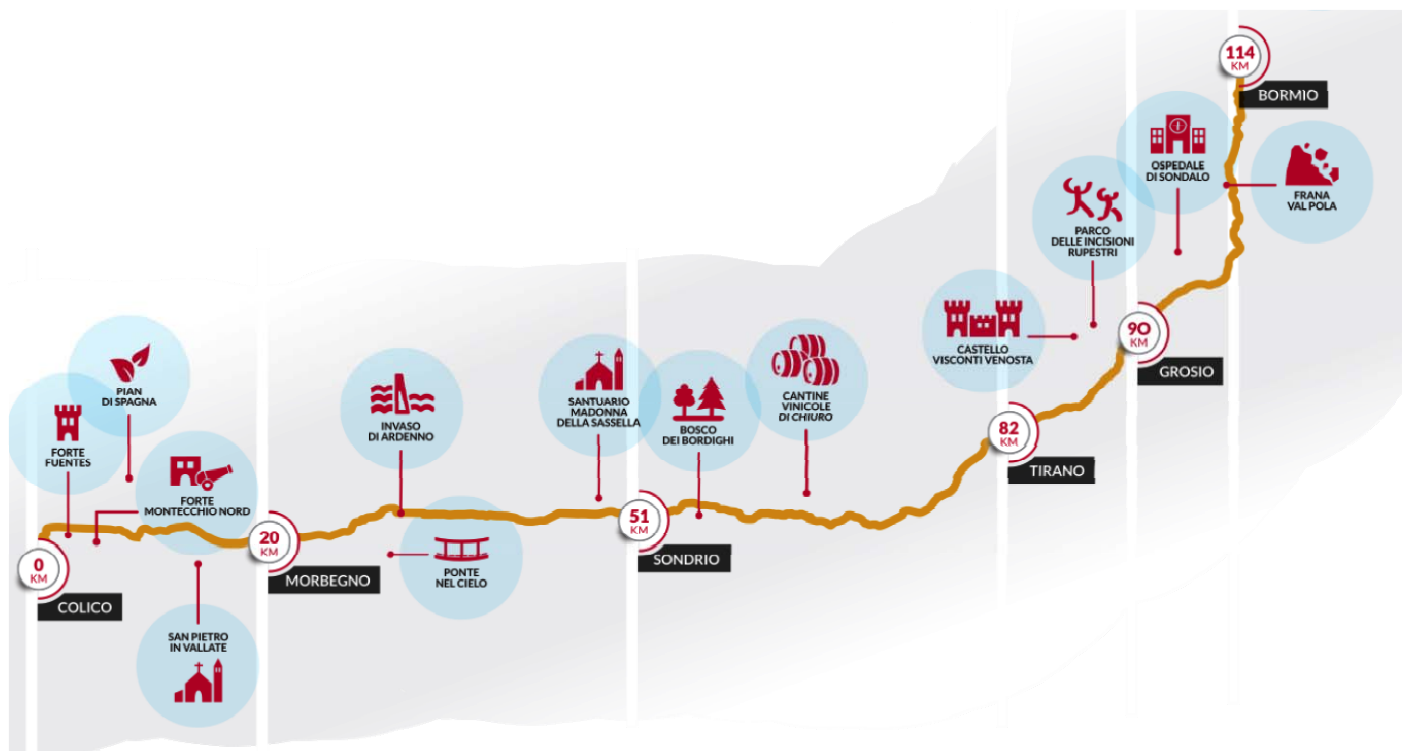 114
KM
BORMIO
OSPEDALE
DI SONDALO
FRANA
VAL POLA
PARCO
DELLE INCISIONI
RUPESTRI
CASTELLO
VISCONTI VENOSTA
90
KM
GROSIO
82
KM
TIRANO
PIAN
DI SPAGNA
FORTE
FUENTES
FORTE
MONTECCHIO NORD
INVASO
DI ARDENNO
SANTUARIO
MADONNA
DELLA SASSELLA
BOSCO
DEI BORDIGHI
CANTINE
VINICOLE
DI CHIURO
0
KM
COLICO
20
KM
MORBEGNO
PONTE
NEL CIELO
51
KM
SONDRIO
SAN PIETRO
IN VALLATE